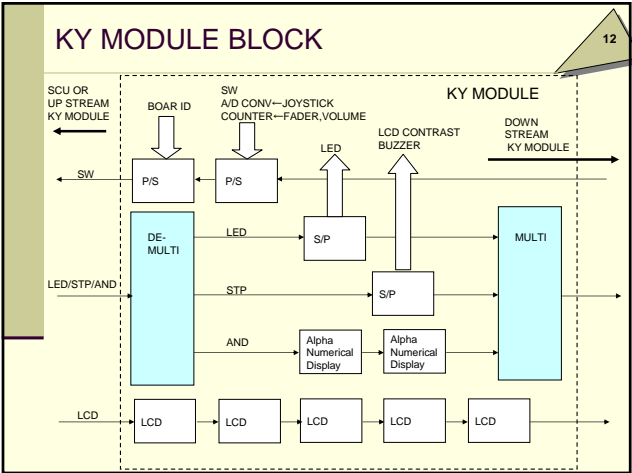 KY MODULE BLOCK
12
SCU OR
UP STREAM
KY MODULE
BOAR ID
SW
A/D CONV←JOYSTICK
COUNTER←FADER,VOLUME
KY MODULE
LED
LCD CONTRAST
BUZZER
DOWN
STREAM
KY MODULE
SW
P/S
P/S
DE-
MULTI
LED
S/P
MULTI
LED/STP/AND
STP
S/P
AND
Alpha
Numerical
Display
Alpha
Numerical
Display
LCD
LCD
LCD
LCD
LCD
LCD